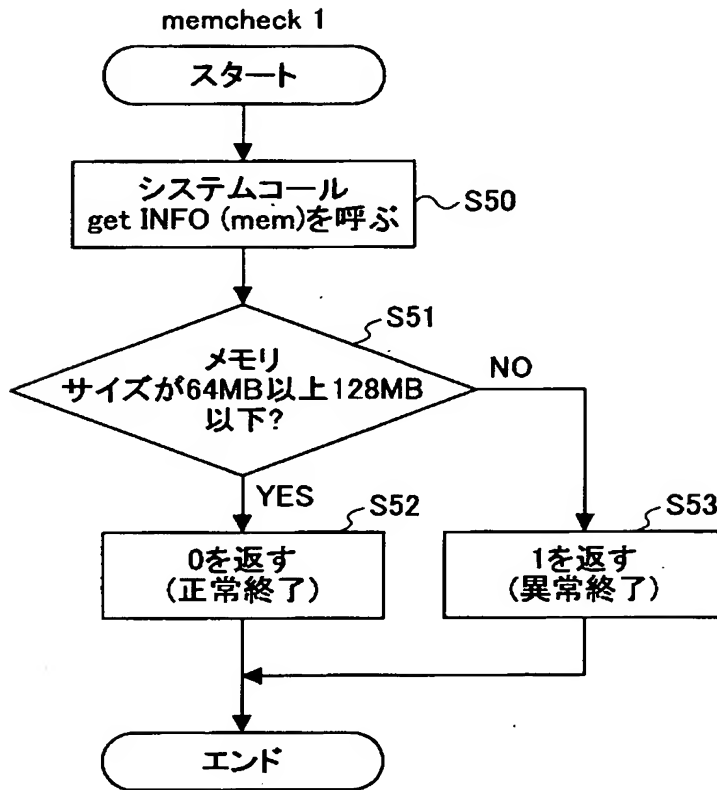 memcheck 1
スタート
システムコール
get INFO (mem)を呼ぶ
S50
S51
メモリ
サイズが64MB以上128MB
以下?
NO
YES
S52
S53
0を返す
(正常終了)
1を返す
(異常終了)
エンド